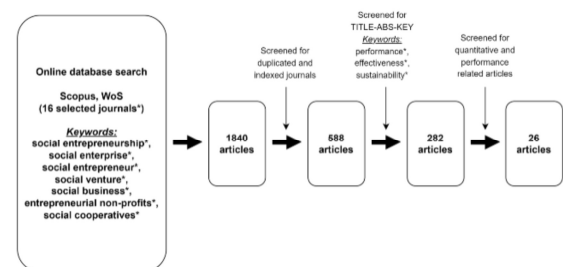 Online database search
Scopus, WoS
(16 selected journals*)
Keywords:
social entrepreneurship*,
social enterprise*,
social entrepreneur*,
social venture*,
social business*,
entrepreneurial non-profits*,
social cooperatives*
1840
articles
Screened for
duplicated and
indexed journals
588
articles
Screened for
TITLE-ABS-KEY
Keywords:
performance*,
effectiveness*,
sustainability*
282
articles
Screened for
quantitative and
performance
related articles
26
articles